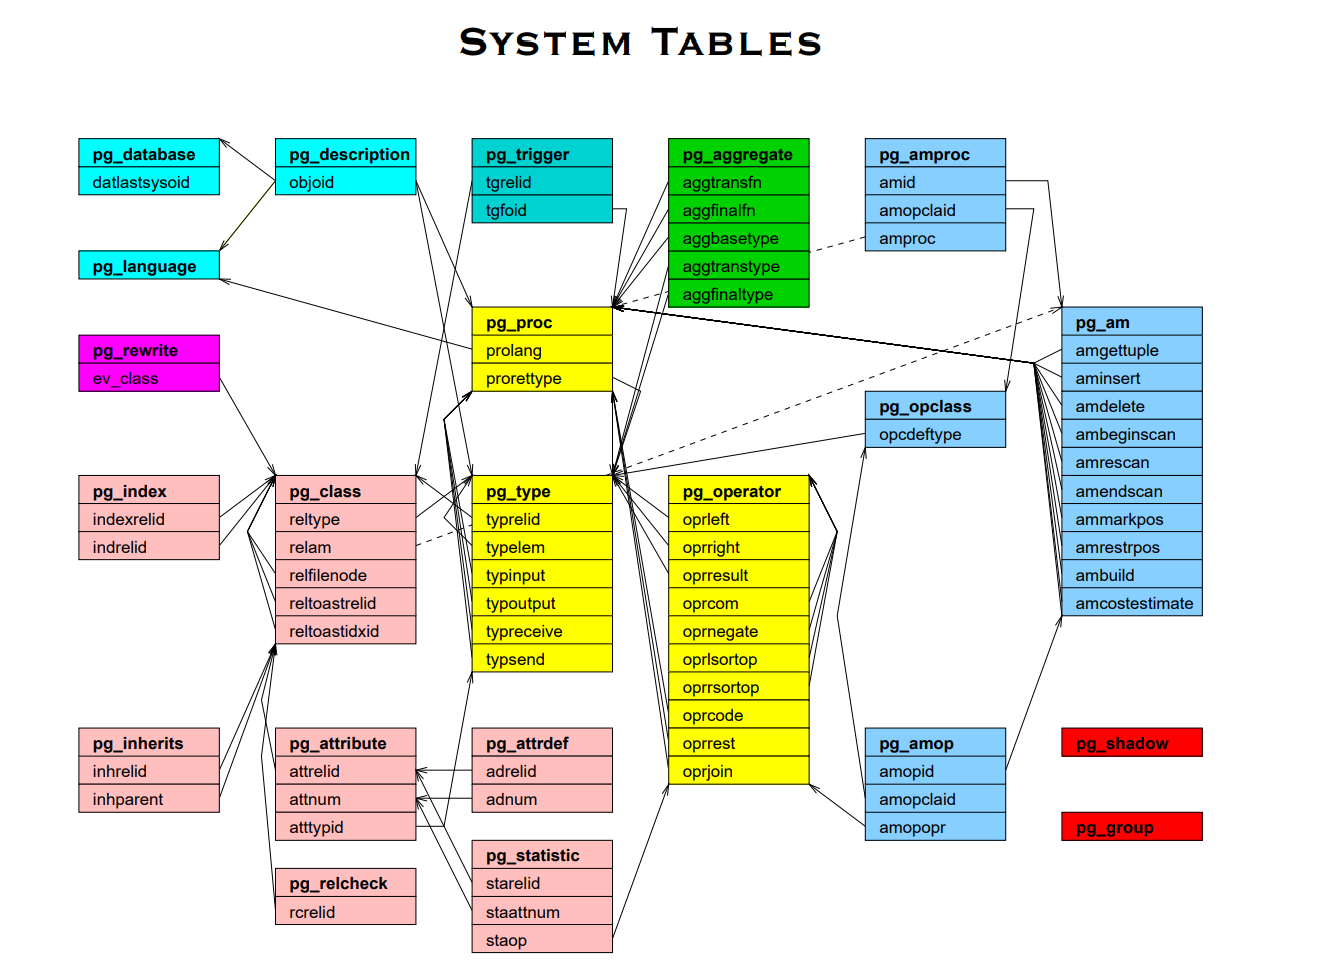 System Tables
pg_database
datlastsysoid
pg_description
objoid
pg_trigger
tgrelid
tgfoid
pg_aggregate
aggtransfn
aggfinalfn
aggbasetype
aggtranstype
aggfinaltype
pg_amproc
amid
amopclaid
amproc
pg_language
pg_proc
prolang
prorettype
pg_am
amgettuple
aminsert
amdelete
ambeginscan
amrescan
amendscan
ammarkpos
amrestrpos
ambuild
amcostestimate
pg_rewrite
ev_class
pg_opclass
opcdeftype
pg_index
indexrelid
indrelid
pg_class
reltype
relam
relfilenode
reltoastrelid
reltoastidxid
pg_type
typrelid
typelem
typinput
typoutput
typreceive
typsend
pg_operator
oprleft
oprright
oprresult
oprcom
oprnegate
oprlsortop
oprrsortop
oprcode
oprrest
oprjoin
pg_inherits
inhrelid
inhparent
pg_attribute
attrelid
attnum
atttypid
pg_attrdef
adrelid
adnum
pg_amop
amopid
amopclaid
amopopr
pg_shadow
pg_group
pg_statistic
starelid
staattnum
staop
pg_relcheck
rcrelid